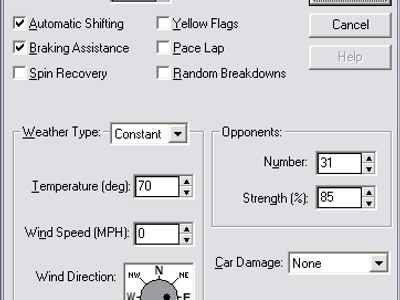 Automatic Shifting Yellow Flags Cancel
Braking Assistance Pace Lap Help
Spin Recovery Random Breakdowns
Weather Type: Constant Opponents:
Number: 31
Temperature (deg): 70
Strength (%): 85
Wind Speed (MPH): 0
Car Damage: None
Wind Direction: NW N NE
W E